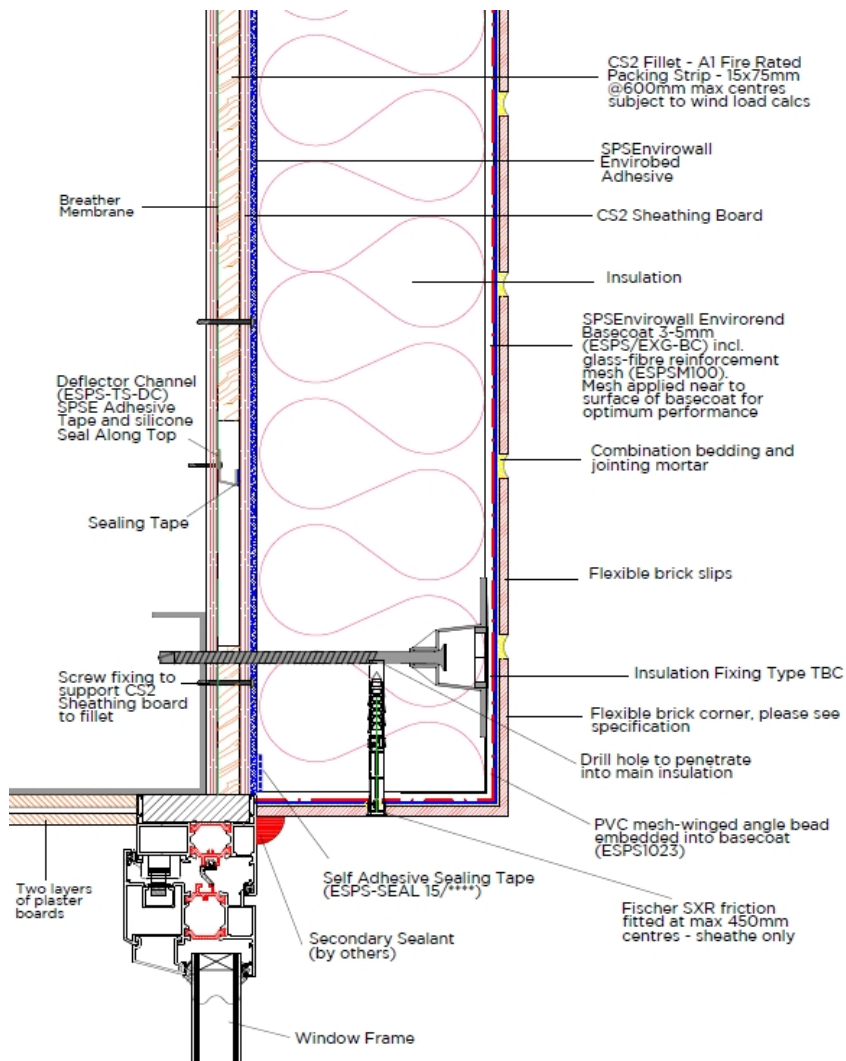 CS2 Fillet - A1 Fire Rated
Packing Strip - 15x75mm
@600mm max centres
subject to wind load calcs
SPSEnvirowall
Envirobed
Adhesive
Breather
Membrane
CS2 Sheathing Board
Insulation
SPSEnvirowall Envirorend
Basecoat 3-5mm
(ESPS/EXG-BC) incl.
glass-fibre reinforcement
mesh (ESPSM100).
Mesh applied near to
surface of basecoat for
optimum performance
Deflector Channel
(ESPS-TS-DC)
SPSE Adhesive
Tape and silicone
Seal Along Top
Combination bedding and
jointing mortar
Sealing Tape
Flexible brick slips
Screw fixing to
support CS2
Sheathing board
to fillet
Insulation Fixing Type TBC
Flexible brick corner, please see
specification
Drill hole to penetrate
into main insulation
PVC mesh-winged angle bead
embedded into basecoat
(ESPS1023)
Two layers
of plaster
boards
Self Adhesive Sealing Tape
(ESPS-SEAL 15/****)
Fischer SXR friction
fitted at max 450mm
centres - sheathe only
Secondary Sealant
(by others)
Window Frame